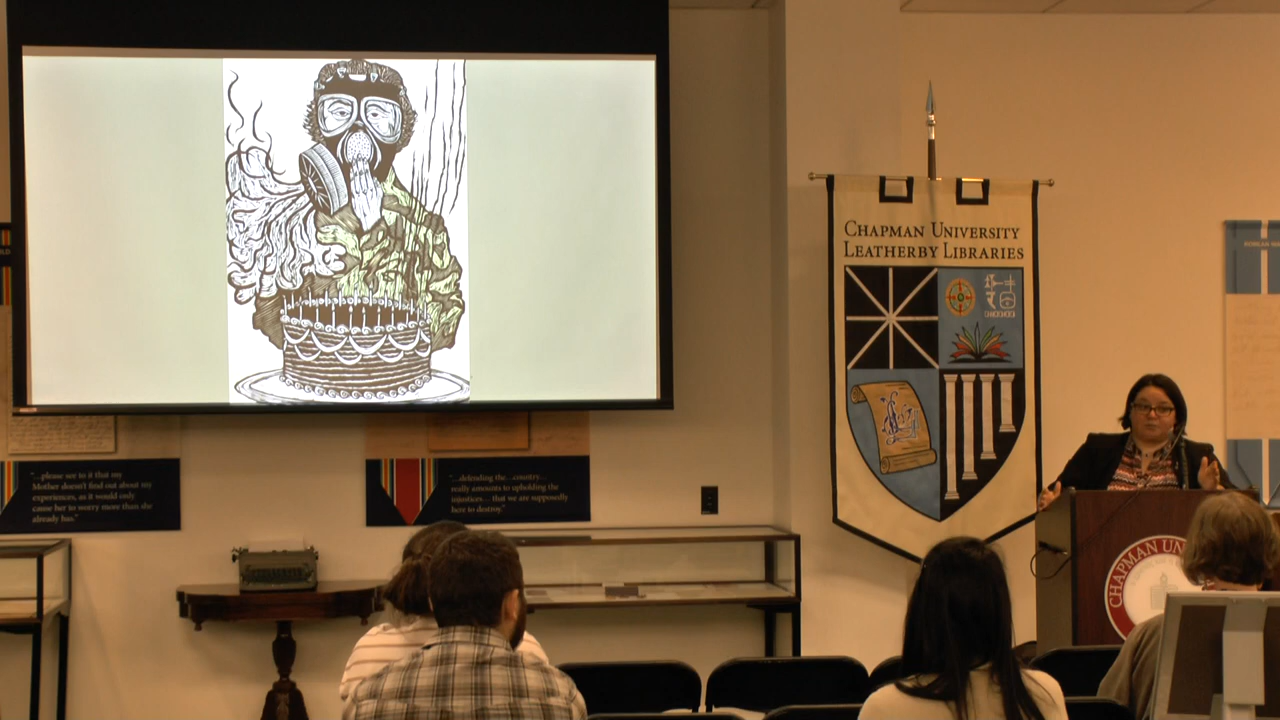 CHAPMAN UNIVERSITY
LEATHERBY LIBRARIES
"...please see to it that my
Mother doesn't find out about my
experiences, as it would only
cause her to worry more than she
already has."
"...defending the...country...
really amounts to upholding the
injustices... that we are supposedly
here to destroy."
CHAPMAN UN